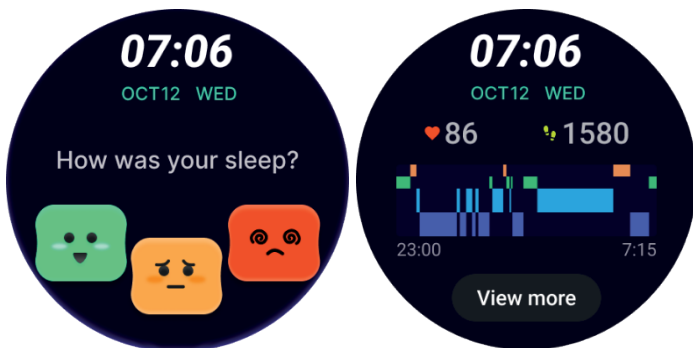 07:06
OCT12 WED
How was your sleep?
07:06
OCT12 WED
86 1580
23:00 7:15
View more